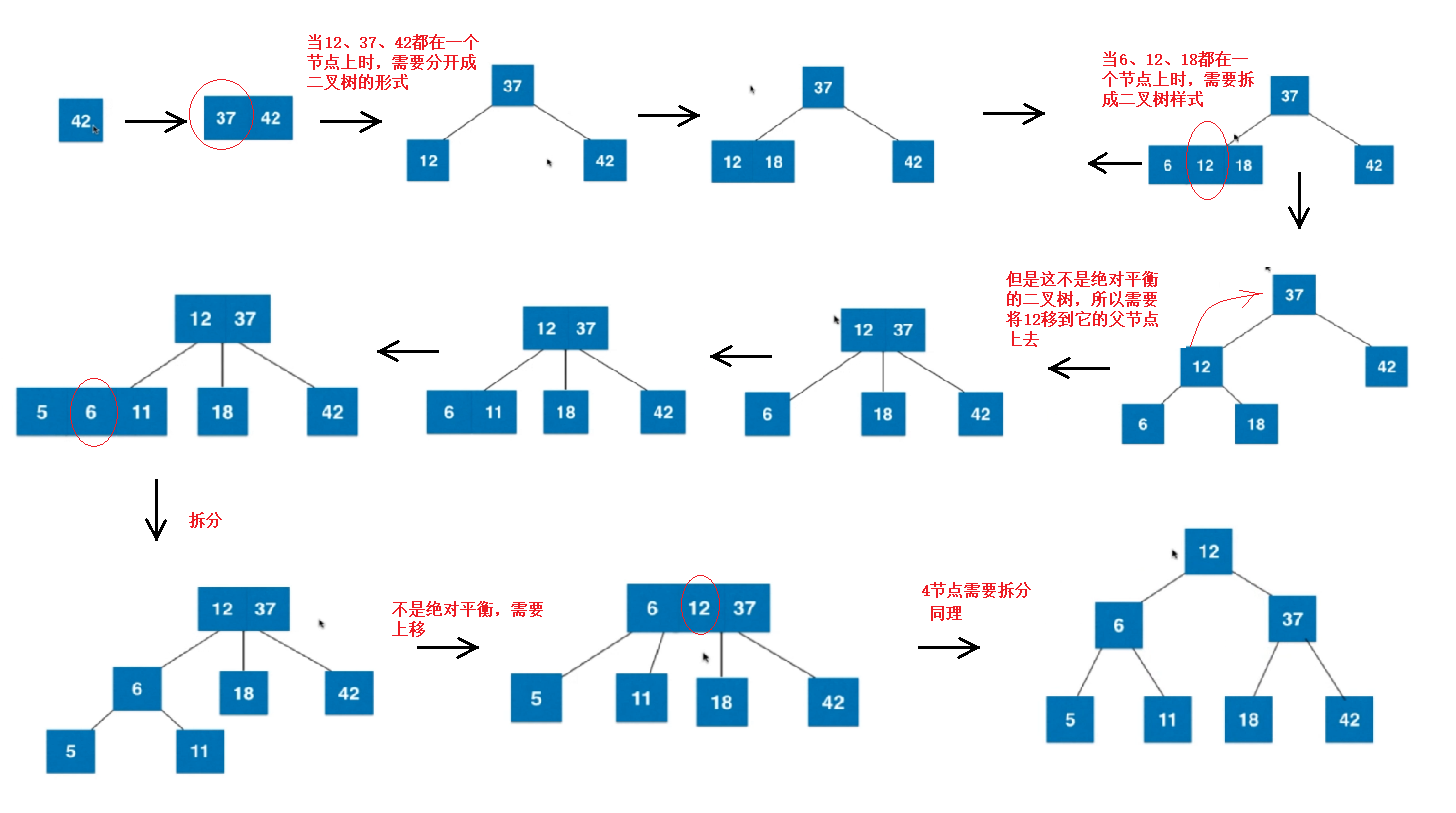 当12、37、42都在一个
节点上时，需要分开成
二叉树的形式
42
37 42
37
12
42
37
12 18
42
当6、12、18都在一
个节点上时，需要拆
成二叉树样式
37
6 12 18
42
但是这不是绝对平衡
的二叉树，所以需要
将12移到它的父节点
上去
37
12
42
6
18
12 37
6
18
42
12 37
6 11
18
42
12 37
5 6 11
18
42
拆分
12 37
6
18
42
5
11
不是绝对平衡，需要
上移
6 12 37
5
11
18
42
4节点需要拆分
同理
12
6
37
5
11
18
42